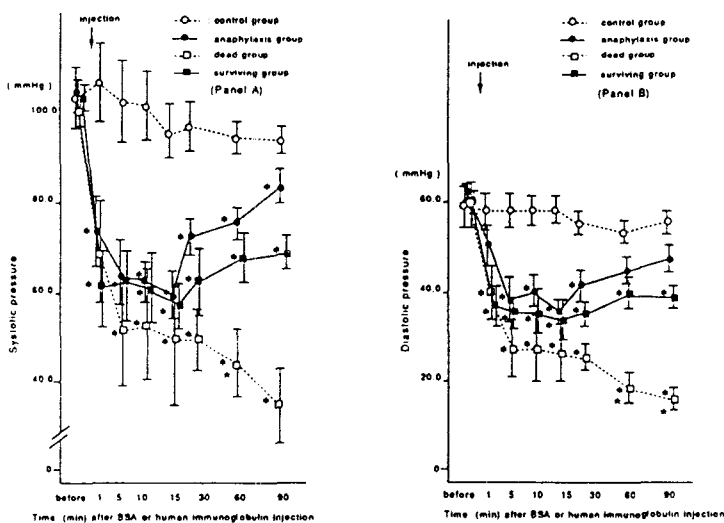 injection
control group
anaphylaxis group
dead group
surviving group
(Panel A)
(mmHg)
100.0
80.0
60.0
40.0
0
Systolic pressure
before 1 5 10 15 30 60 90
Time (min) after BSA or human immunoglobulin injection
injection
control group
anaphylaxis group
dead group
surviving group
(Panel B)
(mmHg)
60.0
40.0
20.0
0
Diastolic pressure
before 1 5 10 15 30 60 90
Time (min) after BSA or human immunoglobulin injection